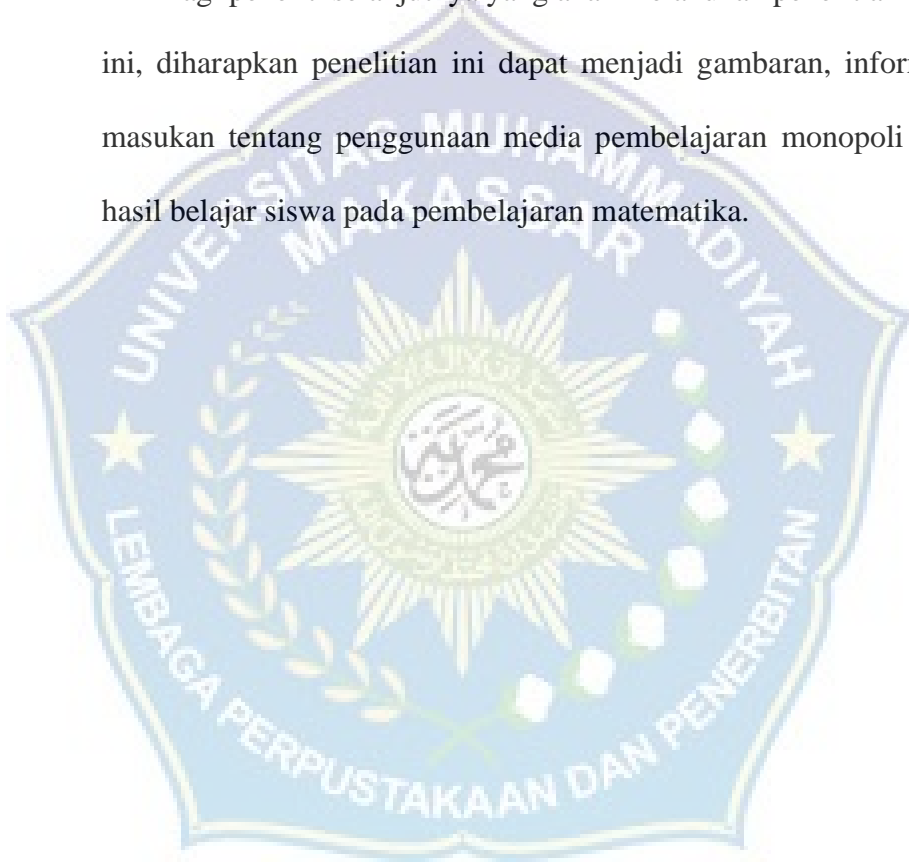 ini, diharapkan penelitian ini dapat menjadi gambaran,
masukan tentang penggunaan media pembelajaran monopoli
hasil belajar siswa pada pembelajaran matematika.
UNIVERSITAS MUHAMMADIYAH
MAKASSAR
LEMBAGA PERPUSTAKAAN DAN PENERBITAN